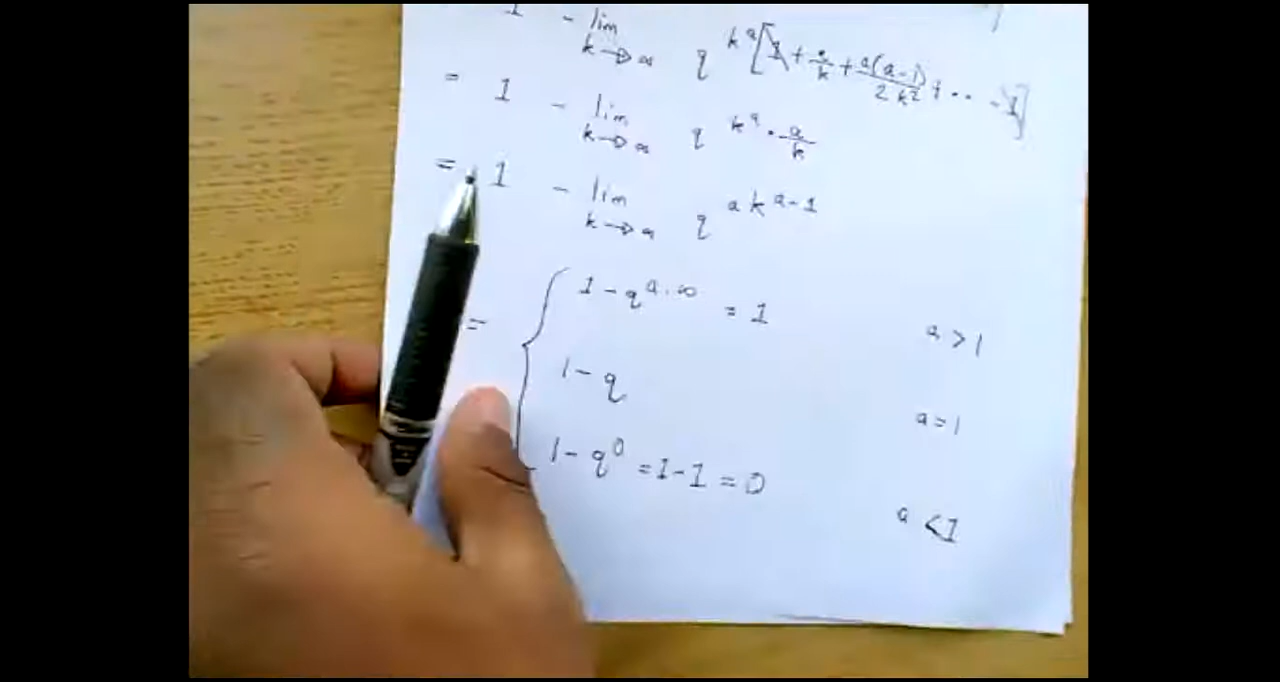 1 - lim k→∞ q^{k^a[1 + a/k + a(a-1)/2k^2 + .. - 1]}
= 1 - lim k→∞ q^{k^a · a/k}
= 1 - lim k→∞ q^{ak^{a-1}}
= { 1 - q^{a·∞} = 1 a > 1
1 - q a = 1
1 - q^0 = 1 - 1 = 0 a < 1